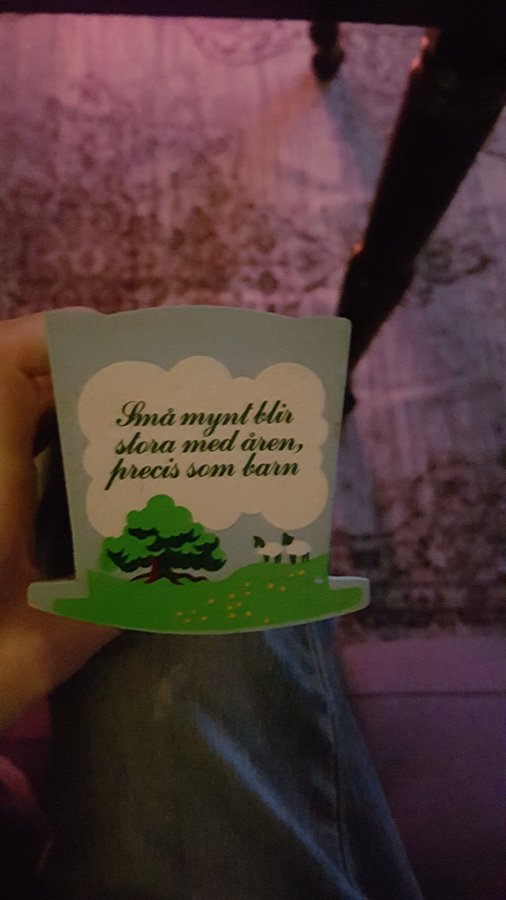 Små mynt blir
stora med åren,
precis som barn